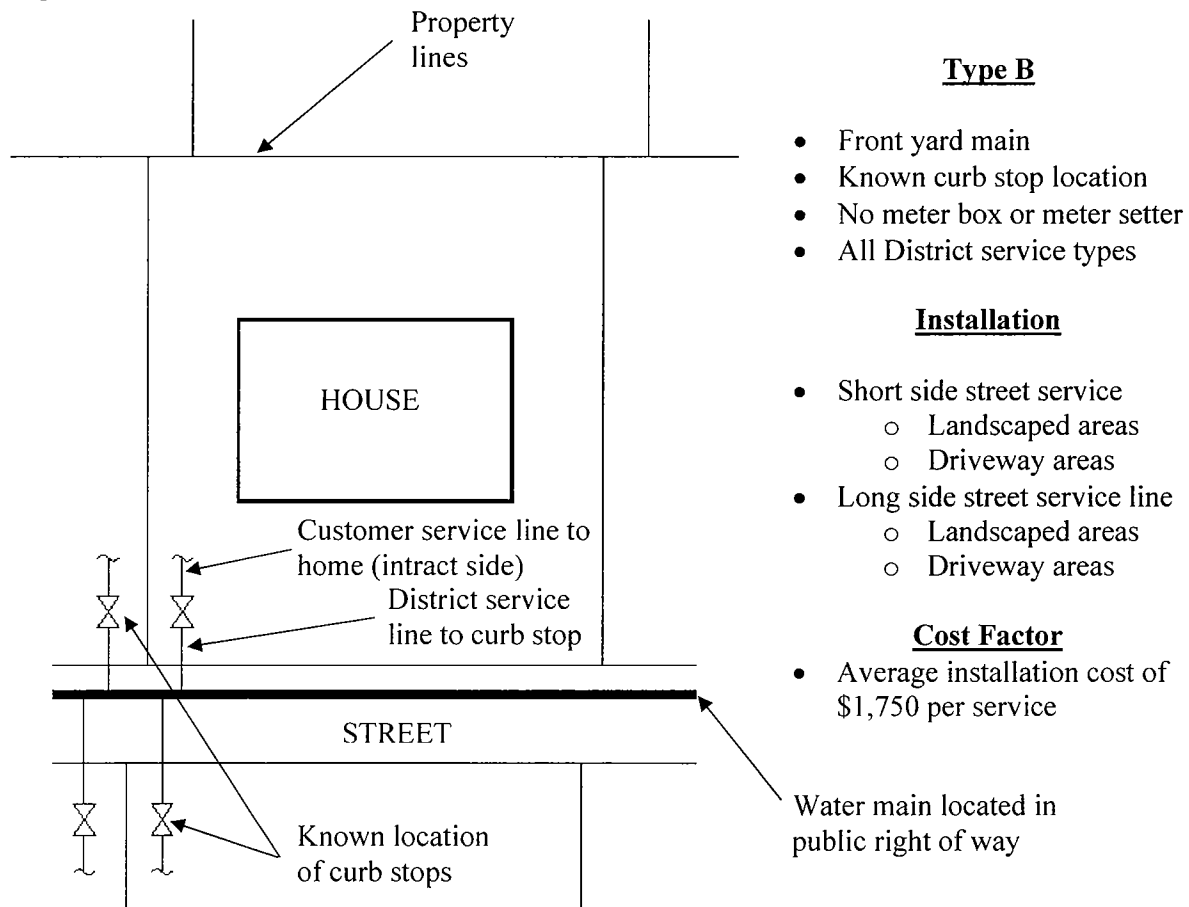 Property
lines
HOUSE
Customer service line to
home (intract side)
District service
line to curb stop
STREET
Known location
of curb stops
Water main located in
public right of way
Type B
• Front yard main
• Known curb stop location
• No meter box or meter setter
• All District service types
Installation
• Short side street service
o Landscaped areas
o Driveway areas
• Long side street service line
o Landscaped areas
o Driveway areas
Cost Factor
• Average installation cost of
$1,750 per service